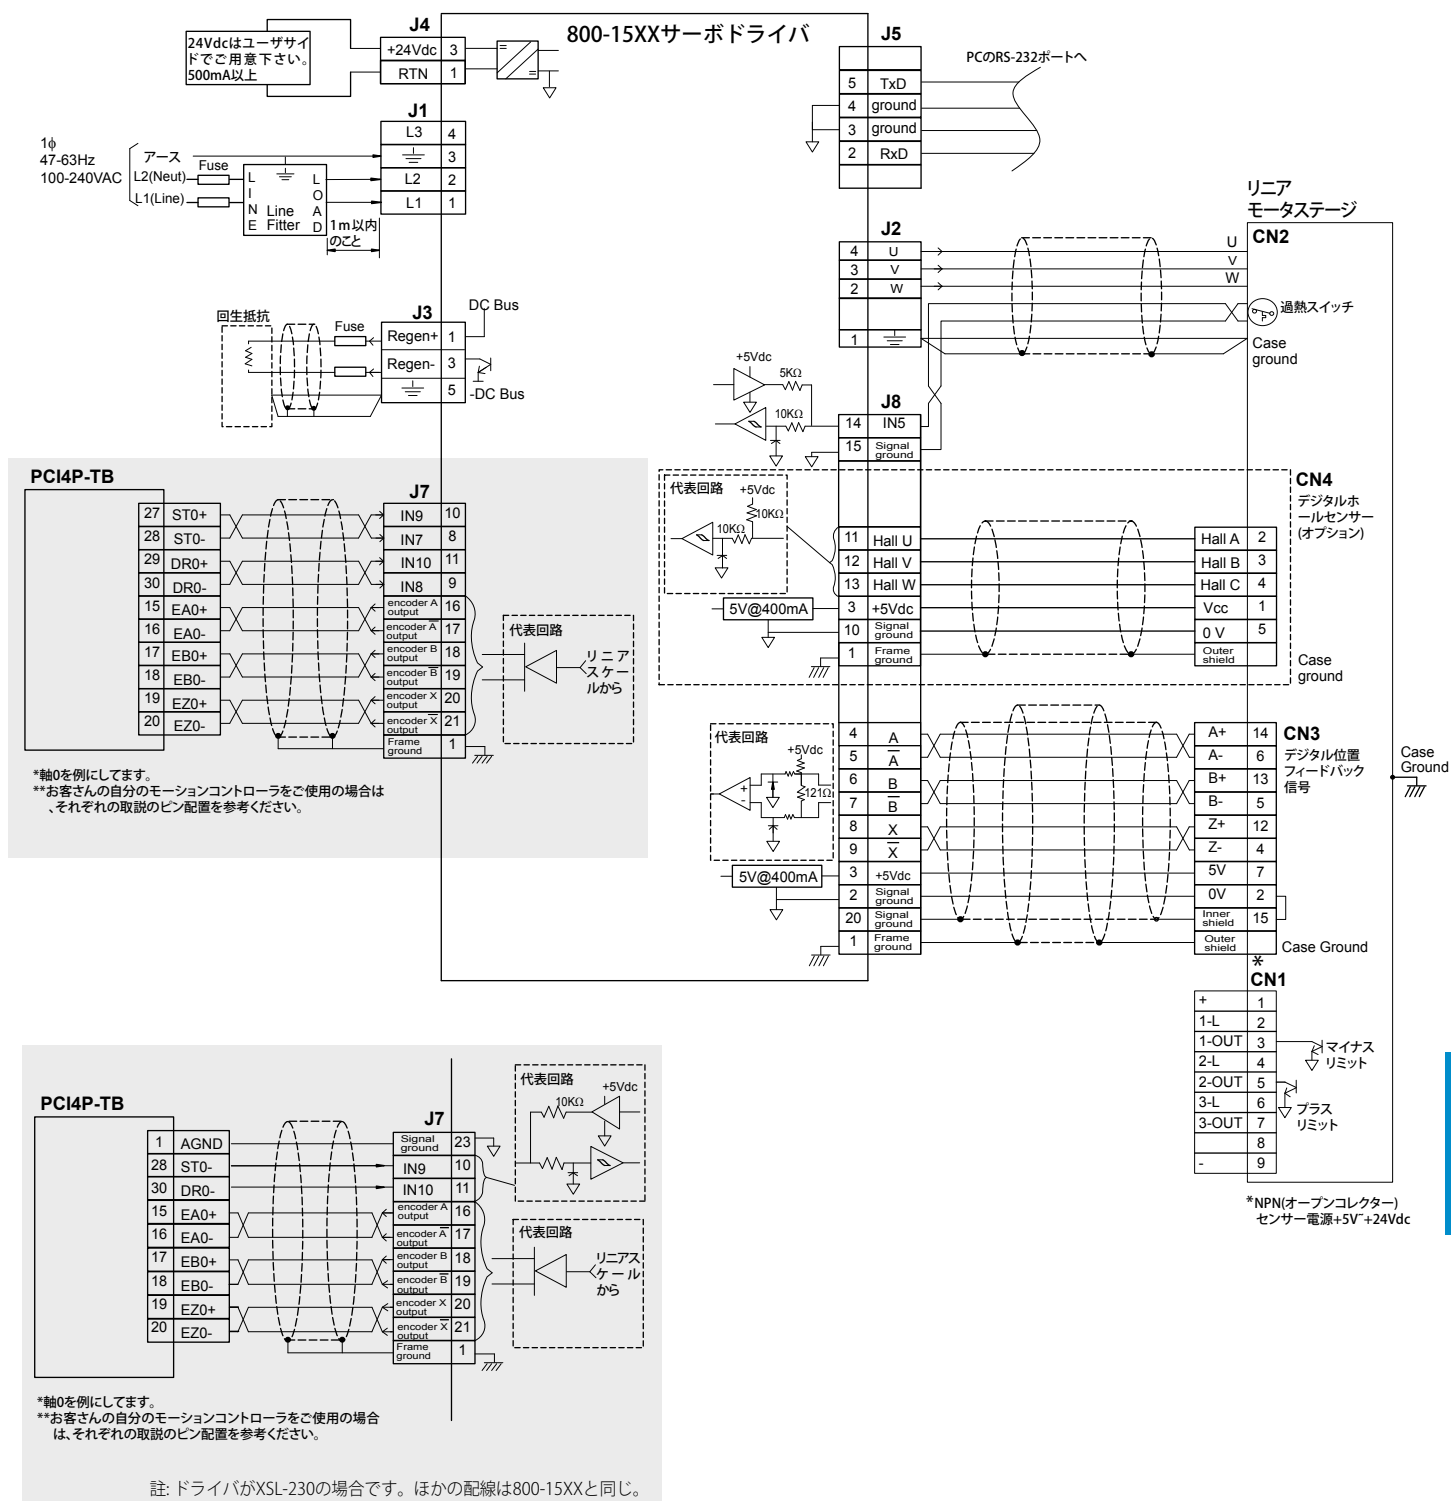 800-15XXサーボドライバ
24Vdcはユーザサイ
ドでご用意下さい。
500mA以上
J4
+24Vdc 3
RTN 1
J1
L3 4
3
L2 2
L1 1
1ϕ
47-63Hz
100-240VAC
アース
L2(Neut)
L1(Line)
Fuse
LINE
Line
Fitter
LOAD
1m以内
のこと
J3
回生抵抗
Fuse
Regen+ 1
Regen- 3
5
DC Bus
-DC Bus
J5
5 TxD
4 ground
3 ground
2 RxD
PCのRS-232ポートへ
リニア
モータステージ
J2
4 U
3 V
2 W
1
U
V
W
CN2
過熱スイッチ
Case
ground
+5Vdc
5KΩ
10KΩ
J8
14 IN5
15 Signal
ground
代表回路
+5Vdc
10KΩ
10KΩ
11 Hall U
12 Hall V
13 Hall W
3 +5Vdc
10 Signal
ground
1 Frame
ground
5V@400mA
Hall A 2
Hall B 3
Hall C 4
Vcc 1
0 V 5
Outer
shield
CN4
デジタルホ
ールセンサー
(オプション)
Case
ground
代表回路
+5Vdc
121Ω
+
-
4 A
5 A̅
6 B
7 B̅
8 X
9 X̅
3 +5Vdc
2 Signal
ground
20 Signal
ground
1 Frame
ground
5V@400mA
A+ 14
A- 6
B+ 13
B- 5
Z+ 12
Z- 4
5V 7
0V 2
Inner
shield 15
Outer
shield
CN3
デジタル位置
フィードバック
信号
Case
Ground
Case Ground
*
CN1
+ 1
1-L 2
1-OUT 3
2-L 4
2-OUT 5
3-L 6
3-OUT 7
8
- 9
マイナス
リミット
プラス
リミット
*NPN(オープンコレクター)
センサー電源+5V~+24Vdc
PCI4P-TB
27 ST0+
28 ST0-
29 DR0+
30 DR0-
15 EA0+
16 EA0-
17 EB0+
18 EB0-
19 EZ0+
20 EZ0-
J7
IN9 10
IN7 8
IN10 11
IN8 9
encoder A
output 16
encoder A̅
output 17
encoder B
output 18
encoder B̅
output 19
encoder X
output 20
encoder X̅
output 21
Frame
ground 1
代表回路
リニア
スケー
ルから
*軸0を例にしてます。
**お客さんの自分のモーションコントローラをご使用の場合は
、それぞれの取説のピン配置を参考ください。
PCI4P-TB
1 AGND
28 ST0-
30 DR0-
15 EA0+
16 EA0-
17 EB0+
18 EB0-
19 EZ0+
20 EZ0-
J7
Signal
ground 23
IN9 10
IN10 11
encoder A
output 16
encoder A̅
output 17
encoder B
output 18
encoder B̅
output 19
encoder X
output 20
encoder X̅
output 21
Frame
ground 1
代表回路
+5Vdc
10KΩ
代表回路
リニアス
ケール
から
*軸0を例にしてます。
**お客さんの自分のモーションコントローラをご使用の場合
は、それぞれの取説のピン配置を参考ください。
註: ドライバがXSL-230の場合です。ほかの配線は800-15XXと同じ。